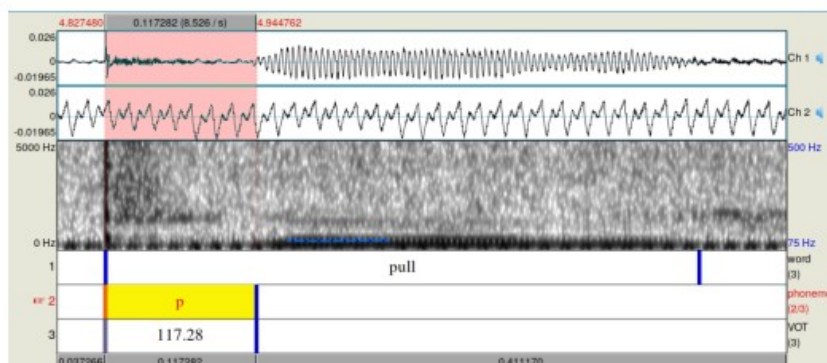 4.827480 0.117282 (8.526 / s) 4.944762
0.026
0
-0.01965
Ch 1
0.026
0
-0.01965
Ch 2
5000 Hz 500 Hz
0 Hz 75 Hz
1 pull word
(3)
2 p phoneme
(2/3)
3 117.28 VOT
(3)
0.037266 0.117282 0.411170